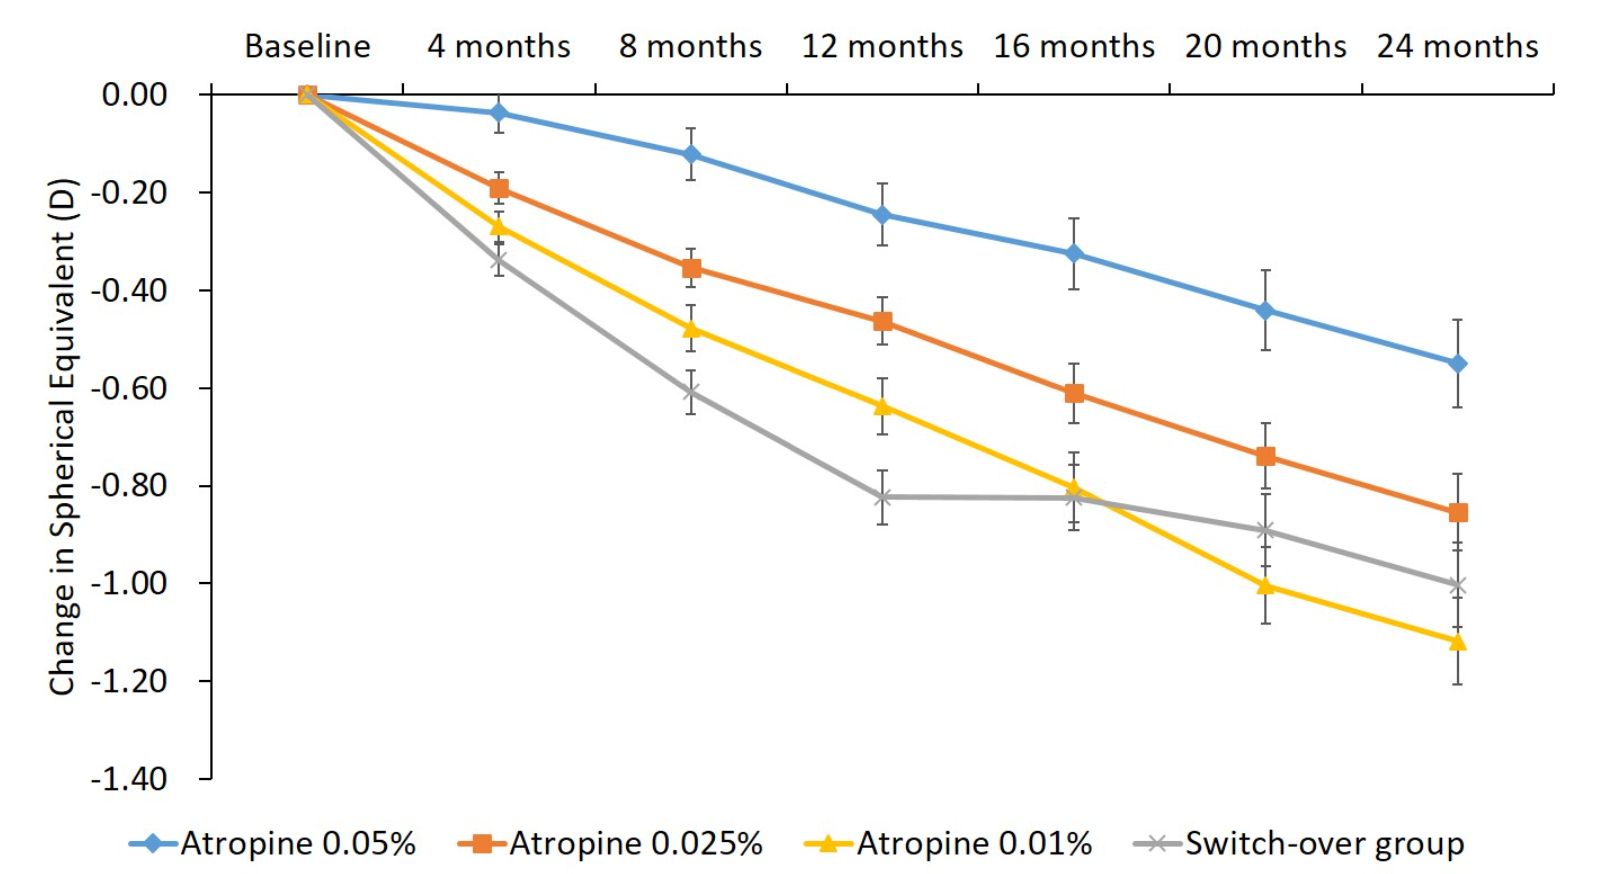 Baseline 4 months 8 months 12 months 16 months 20 months 24 months
0.00
-0.20
-0.40
-0.60
-0.80
-1.00
-1.20
-1.40
Change in Spherical Equivalent (D)
Atropine 0.05% Atropine 0.025% Atropine 0.01% Switch-over group